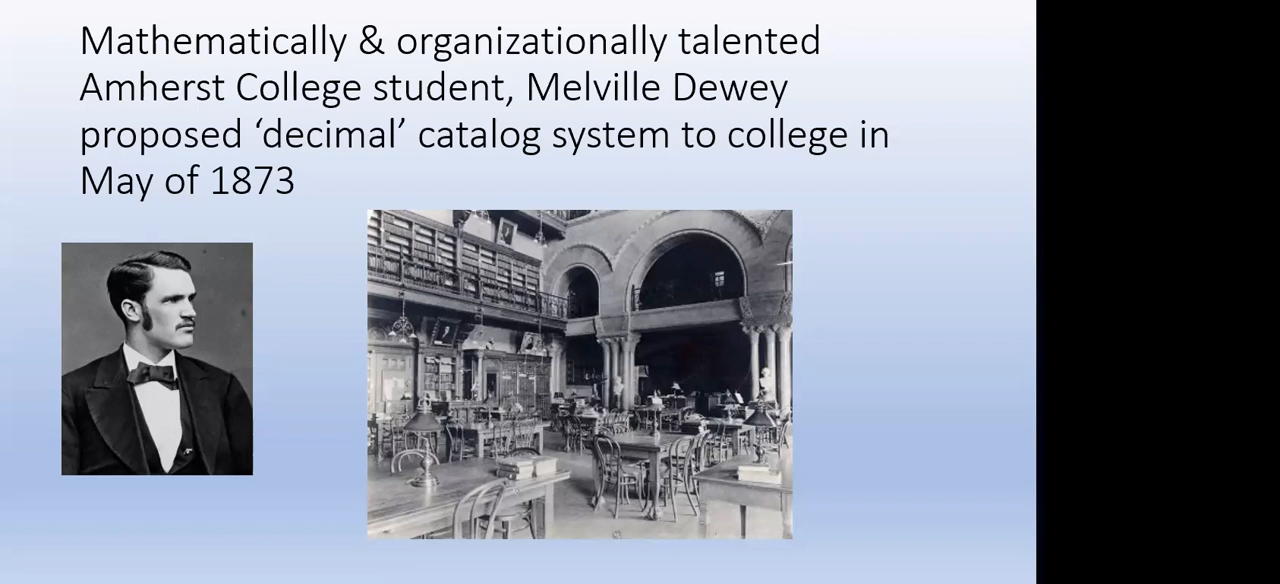 Mathematically & organizationally talented
Amherst College student, Melville Dewey
proposed ‘decimal’ catalog system to college in
May of 1873